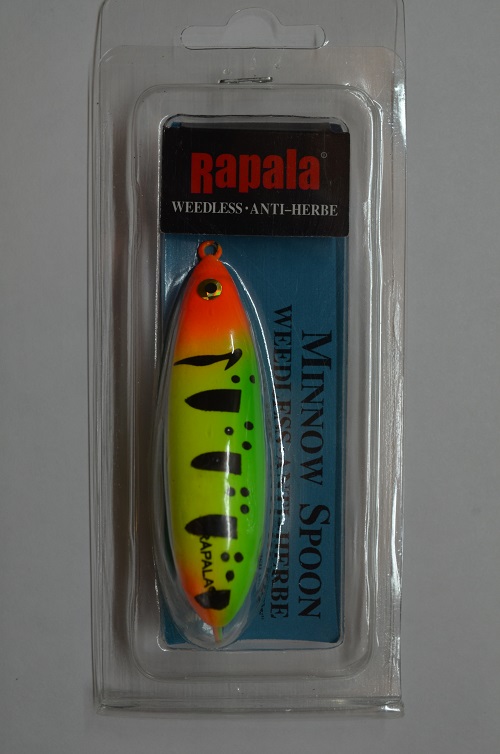 Rapala®
WEEDLESS · ANTI-HERBE
MINNOW SPOON
WEEDLESS ANTI-HERBE
RAPALA